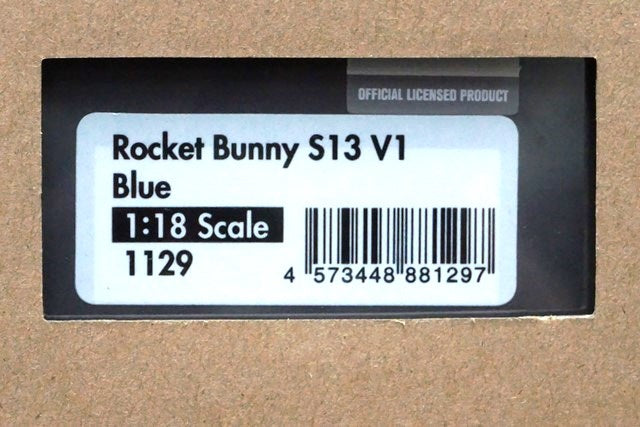 OFFICIAL LICENSED PRODUCT
Rocket Bunny S13 V1
Blue
1:18 Scale
1129
4 573448 881297